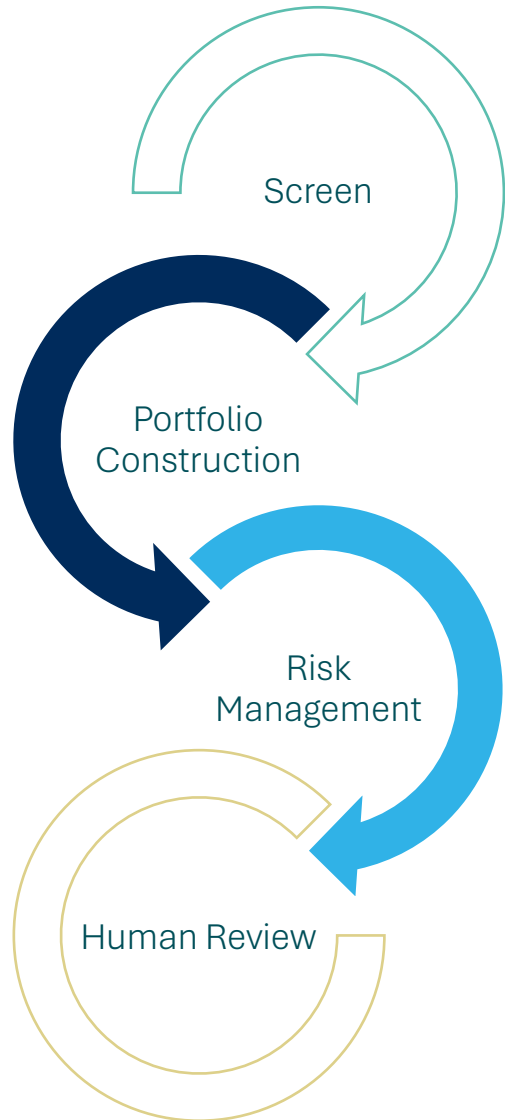 Screen
Portfolio
Construction
Risk
Management
Human Review